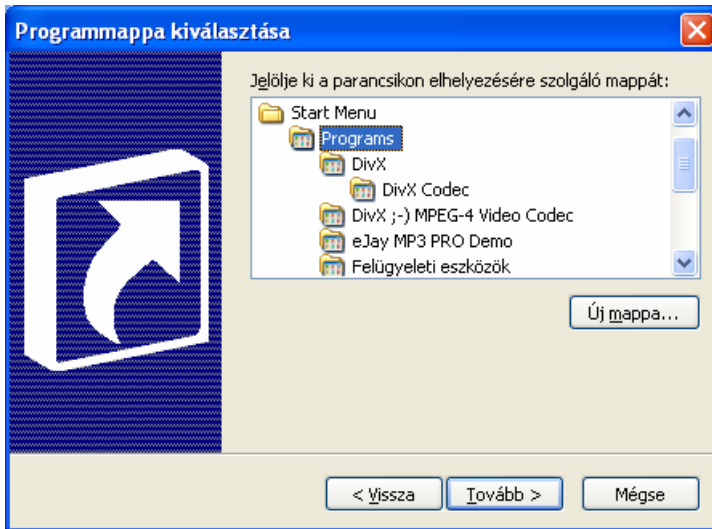 Programmappa kiválasztása
Jelölje ki a parancsikon elhelyezésére szolgáló mappát:
Start Menu
Programs
DivX
DivX Codec
DivX ;-) MPEG-4 Video Codec
eJay MP3 PRO Demo
Felügyeleti eszközök
Új mappa...
< Vissza
Tovább >
Mégse